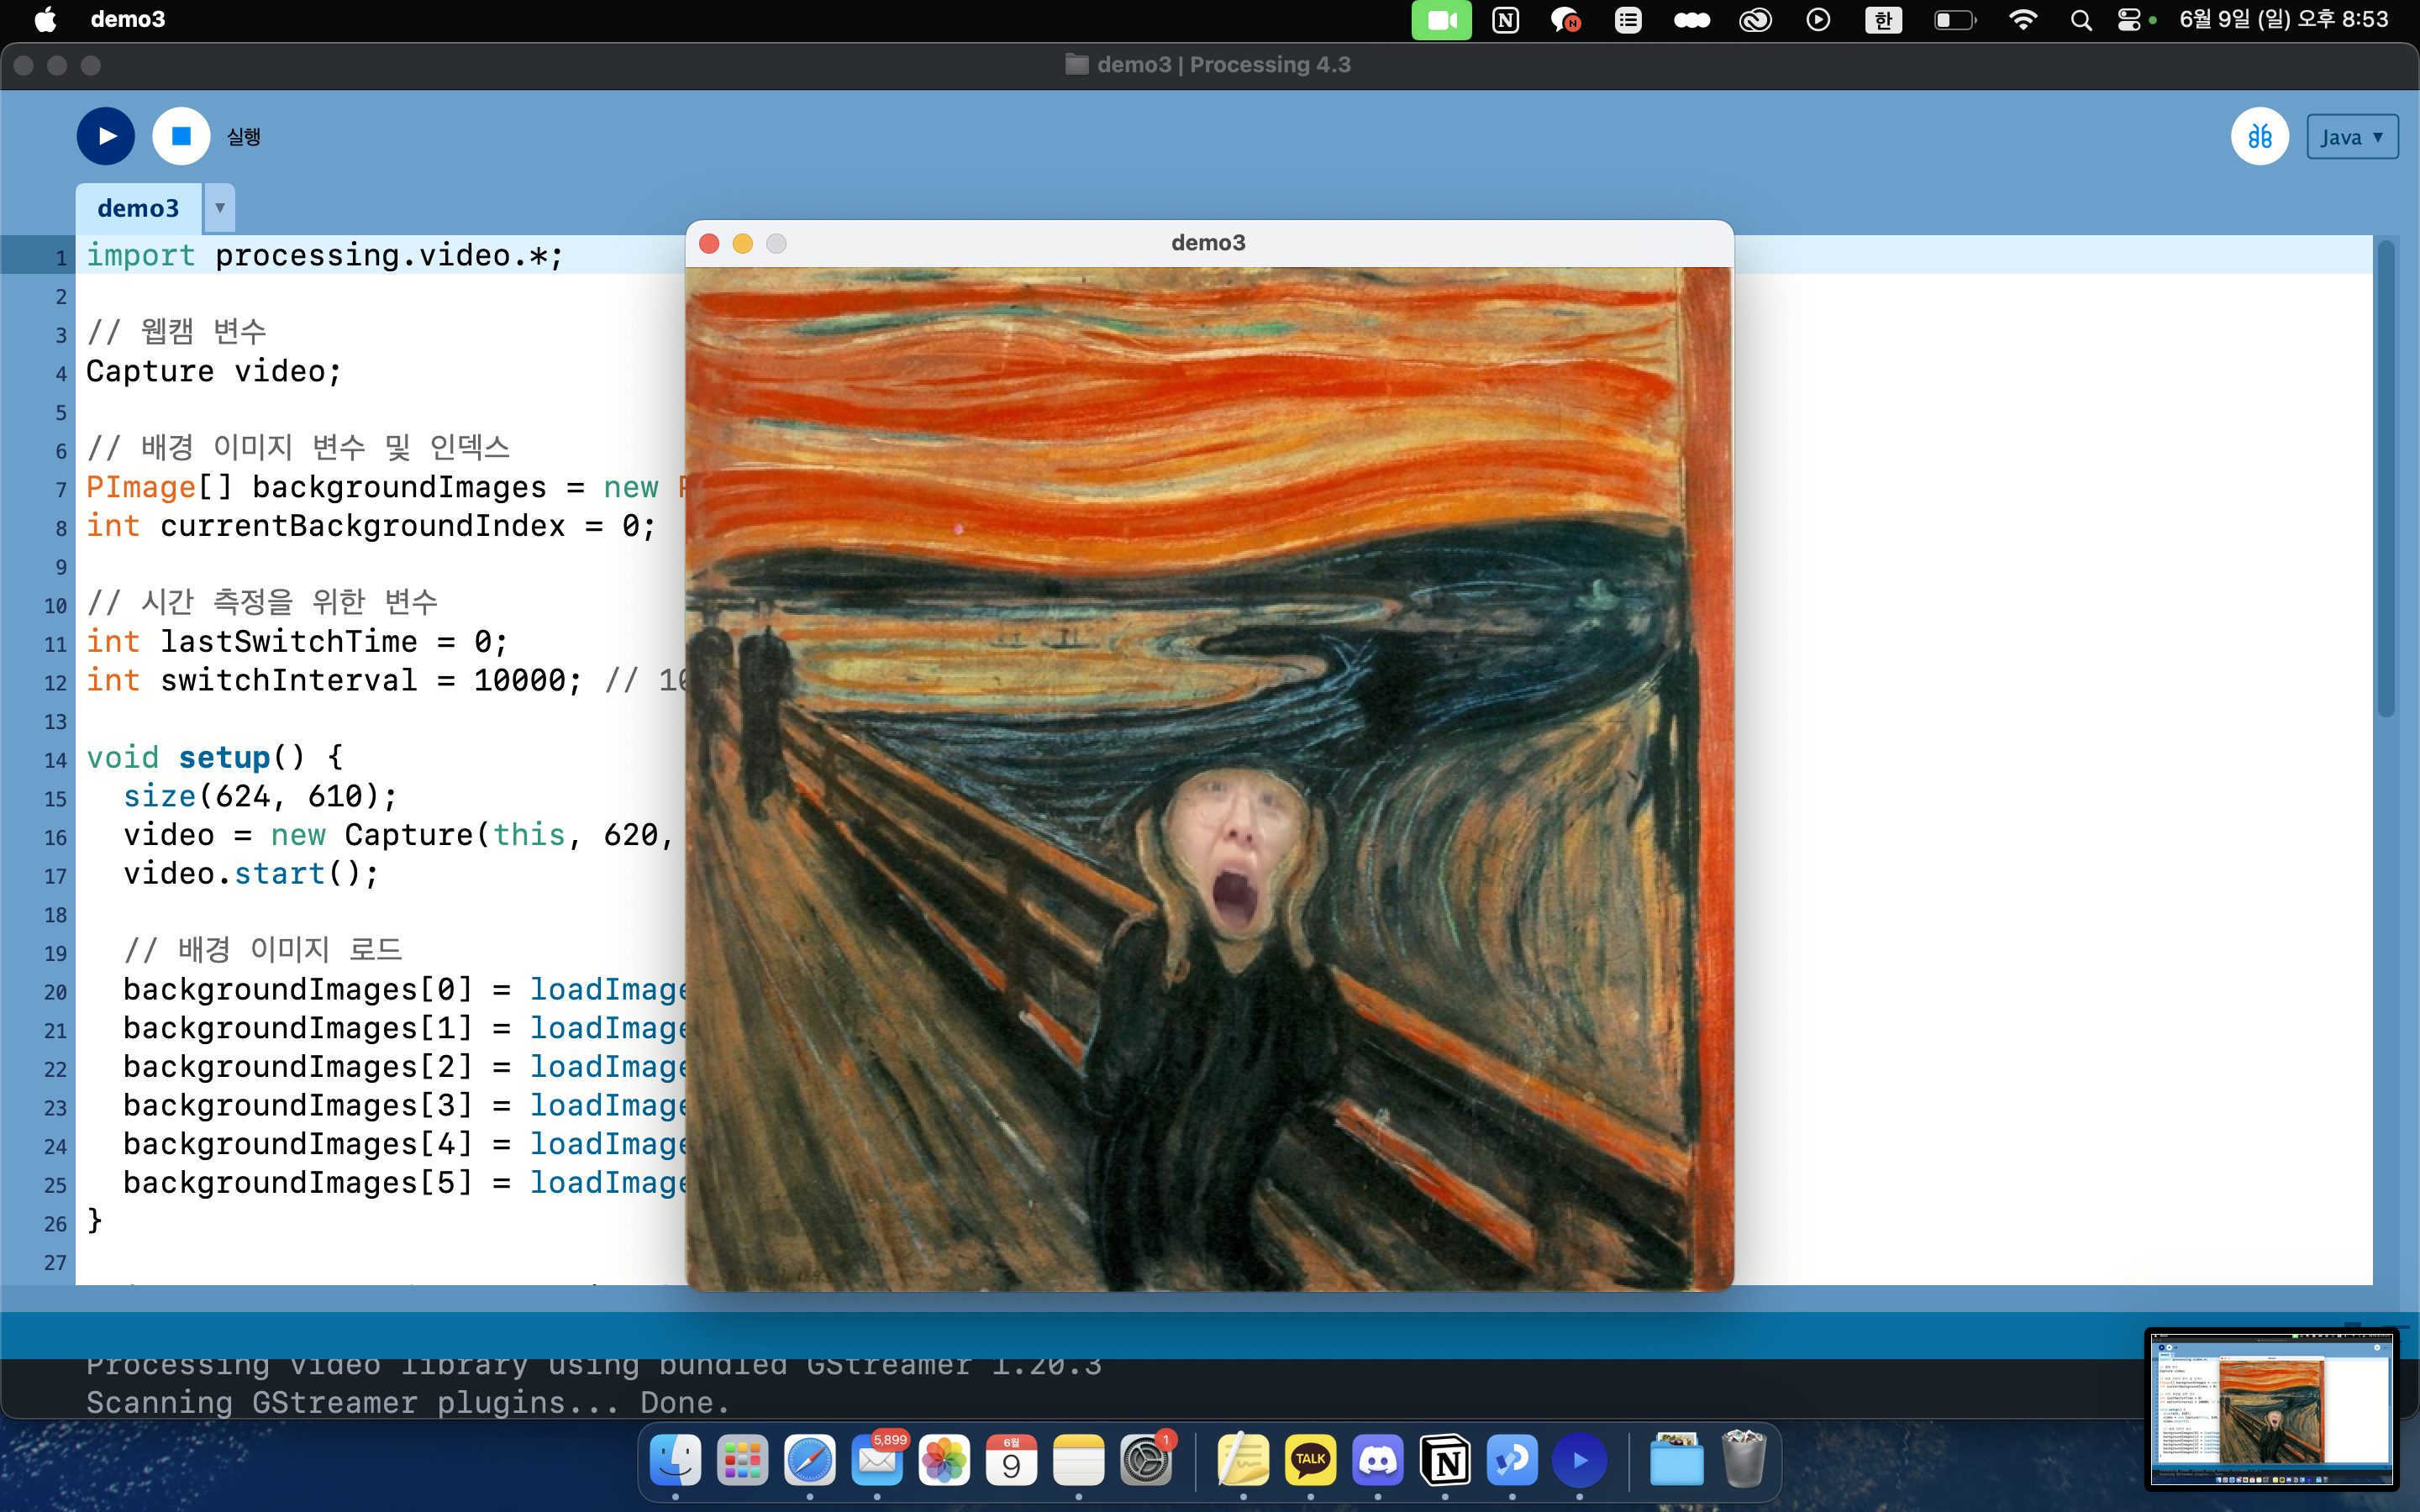 demo3
한
6월 9일 (일) 오후 8:53
demo3 | Processing 4.3
실행
Java
demo3
demo3
1 import processing.video.*;
2
3 // 웹캠 변수
4 Capture video;
5
6 // 배경 이미지 변수 및 인덱스
7 PImage[] backgroundImages = new
8 int currentBackgroundIndex = 0;
9
10 // 시간 측정을 위한 변수
11 int lastSwitchTime = 0;
12 int switchInterval = 10000; // 10
13
14 void setup() {
15 size(624, 610);
16 video = new Capture(this, 620,
17 video.start();
18
19 // 배경 이미지 로드
20 backgroundImages[0] = loadImage
21 backgroundImages[1] = loadImage
22 backgroundImages[2] = loadImage
23 backgroundImages[3] = loadImage
24 backgroundImages[4] = loadImage
25 backgroundImages[5] = loadImage
26 }
27
Processing video library using bundled GStreamer 1.20.3
Scanning GStreamer plugins... Done.
5,899
6월
9
1
TALK